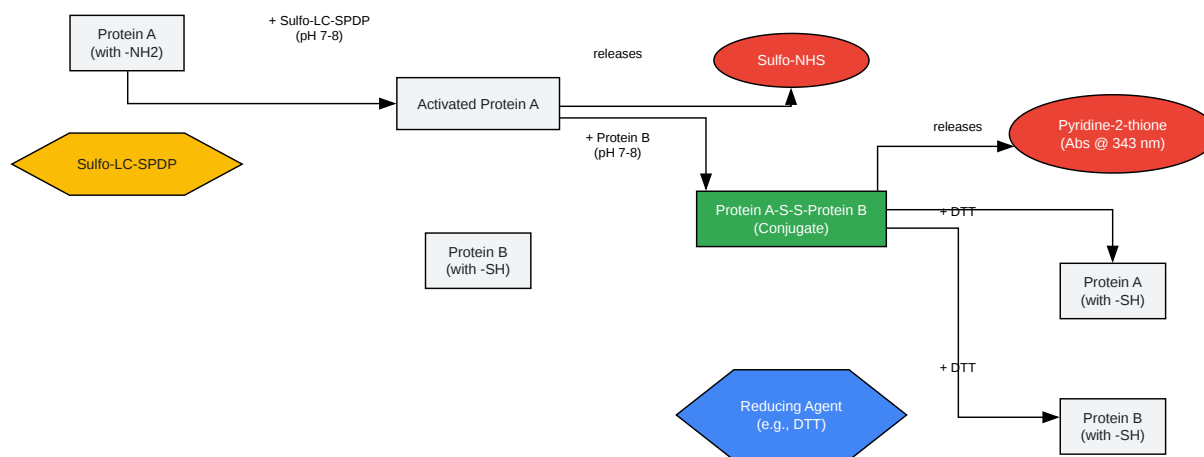 Protein A
(with -NH2)
+ Sulfo-LC-SPDP
(pH 7-8)
Sulfo-LC-SPDP
Activated Protein A
releases
Sulfo-NHS
+ Protein B
(pH 7-8)
releases
Pyridine-2-thione
(Abs @ 343 nm)
Protein A-S-S-Protein B
(Conjugate)
+ DTT
Protein B
(with -SH)
Protein A
(with -SH)
+ DTT
Reducing Agent
(e.g., DTT)
Protein B
(with -SH)